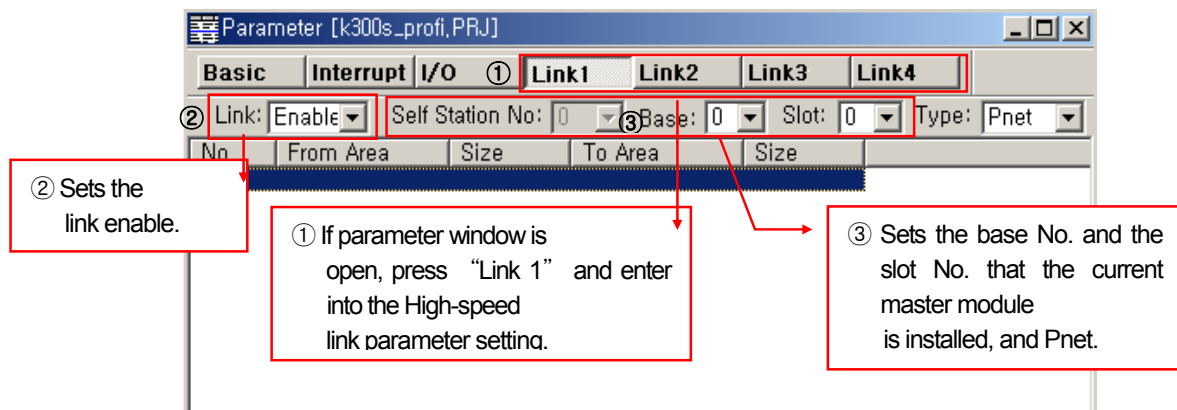 Parameter [k300s_profi,PRJ]
Basic Interrupt I/O ① Link1 Link2 Link3 Link4
② Link: Enable Self Station No: 0 ③ Base: 0 Slot: 0 Type: Pnet
No From Area Size To Area Size
② Sets the
link enable.
① If parameter window is
open, press “Link 1” and enter
into the High-speed
link parameter setting.
③ Sets the base No. and the
slot No. that the current
master module
is installed, and Pnet.